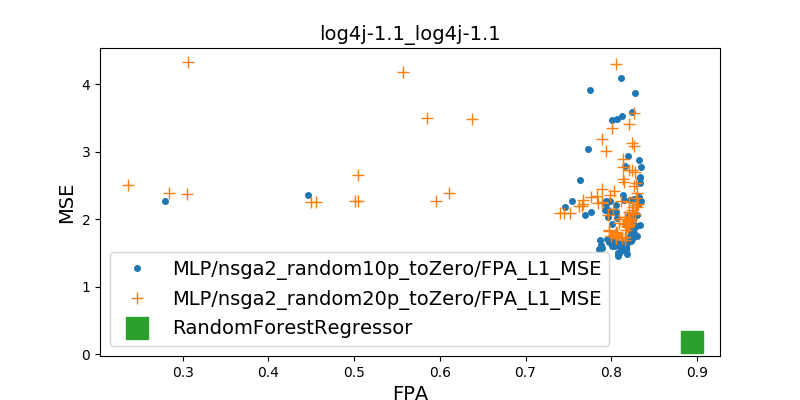 log4j-1.1_log4j-1.1
MSE
4
3
2
1
0
MLP/nsga2_random10p_toZero/FPA_L1_MSE
MLP/nsga2_random20p_toZero/FPA_L1_MSE
RandomForestRegressor
0.3 0.4 0.5 0.6 0.7 0.8 0.9
FPA